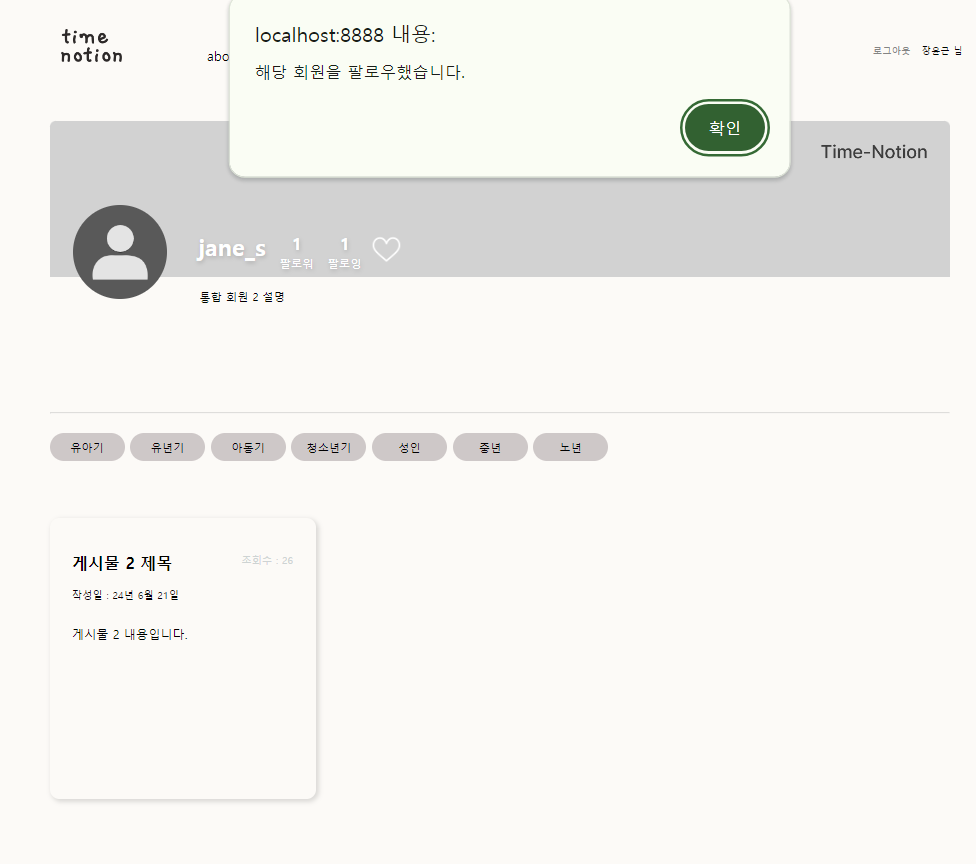 time
notion
abo
localhost:8888 내용:
해당 회원을 팔로우했습니다.
확인
로그아웃 장윤근 님
Time-Notion
jane_s
1 1
팔로워 팔로잉
통합 회원 2 설명
유아기 유년기 아동기 청소년기 성인 중년 노년
게시물 2 제목 조회수 : 26
작성일 : 24년 6월 21일
게시물 2 내용입니다.